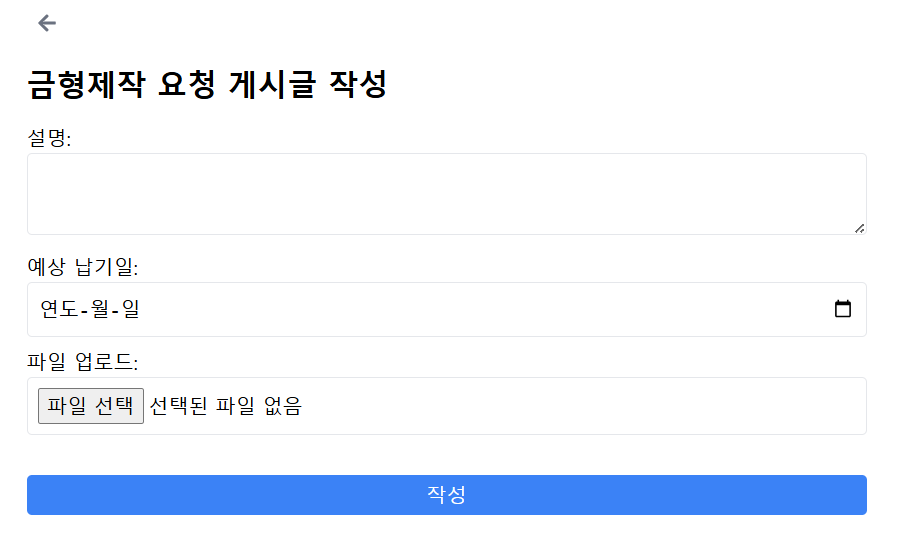 금형제작 요청 게시글 작성
설명:
예상 납기일:
연도-월-일
파일 업로드:
파일 선택 선택된 파일 없음
작성